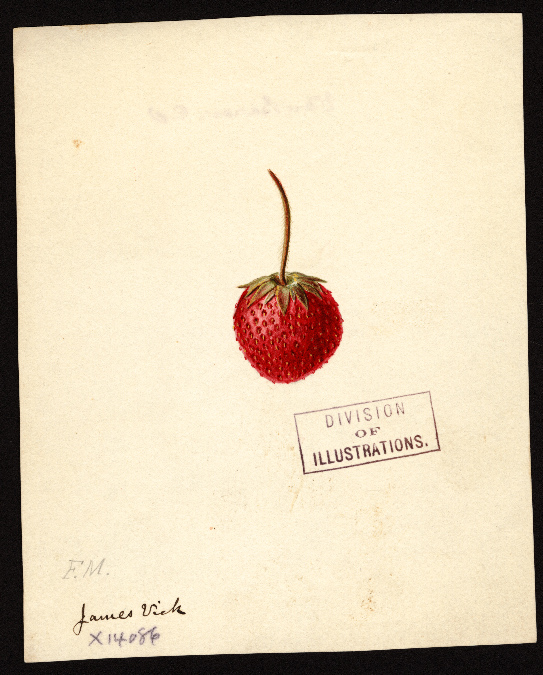 DIVISION
OF
ILLUSTRATIONS.
F.M.
James Vick
X14086